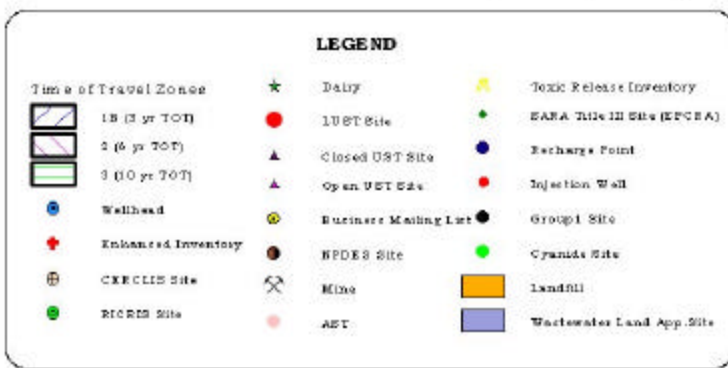 LEGEND
Time of Travel Zones
1B (3 yr TOT)
2 (6 yr TOT)
3 (10 yr TOT)
Wellhead
Enhanced Inventory
CERCLIS Site
RICRIS Site
Dairy
LUST Site
Closed UST Site
Open UST Site
Business Mailing List
NPDES Site
Mine
AST
Toxic Release Inventory
SARA Title III Site (EPCRA)
Recharge Point
Injection Well
Group1 Site
Cyanide Site
Landfill
Wastewater Land App. Site